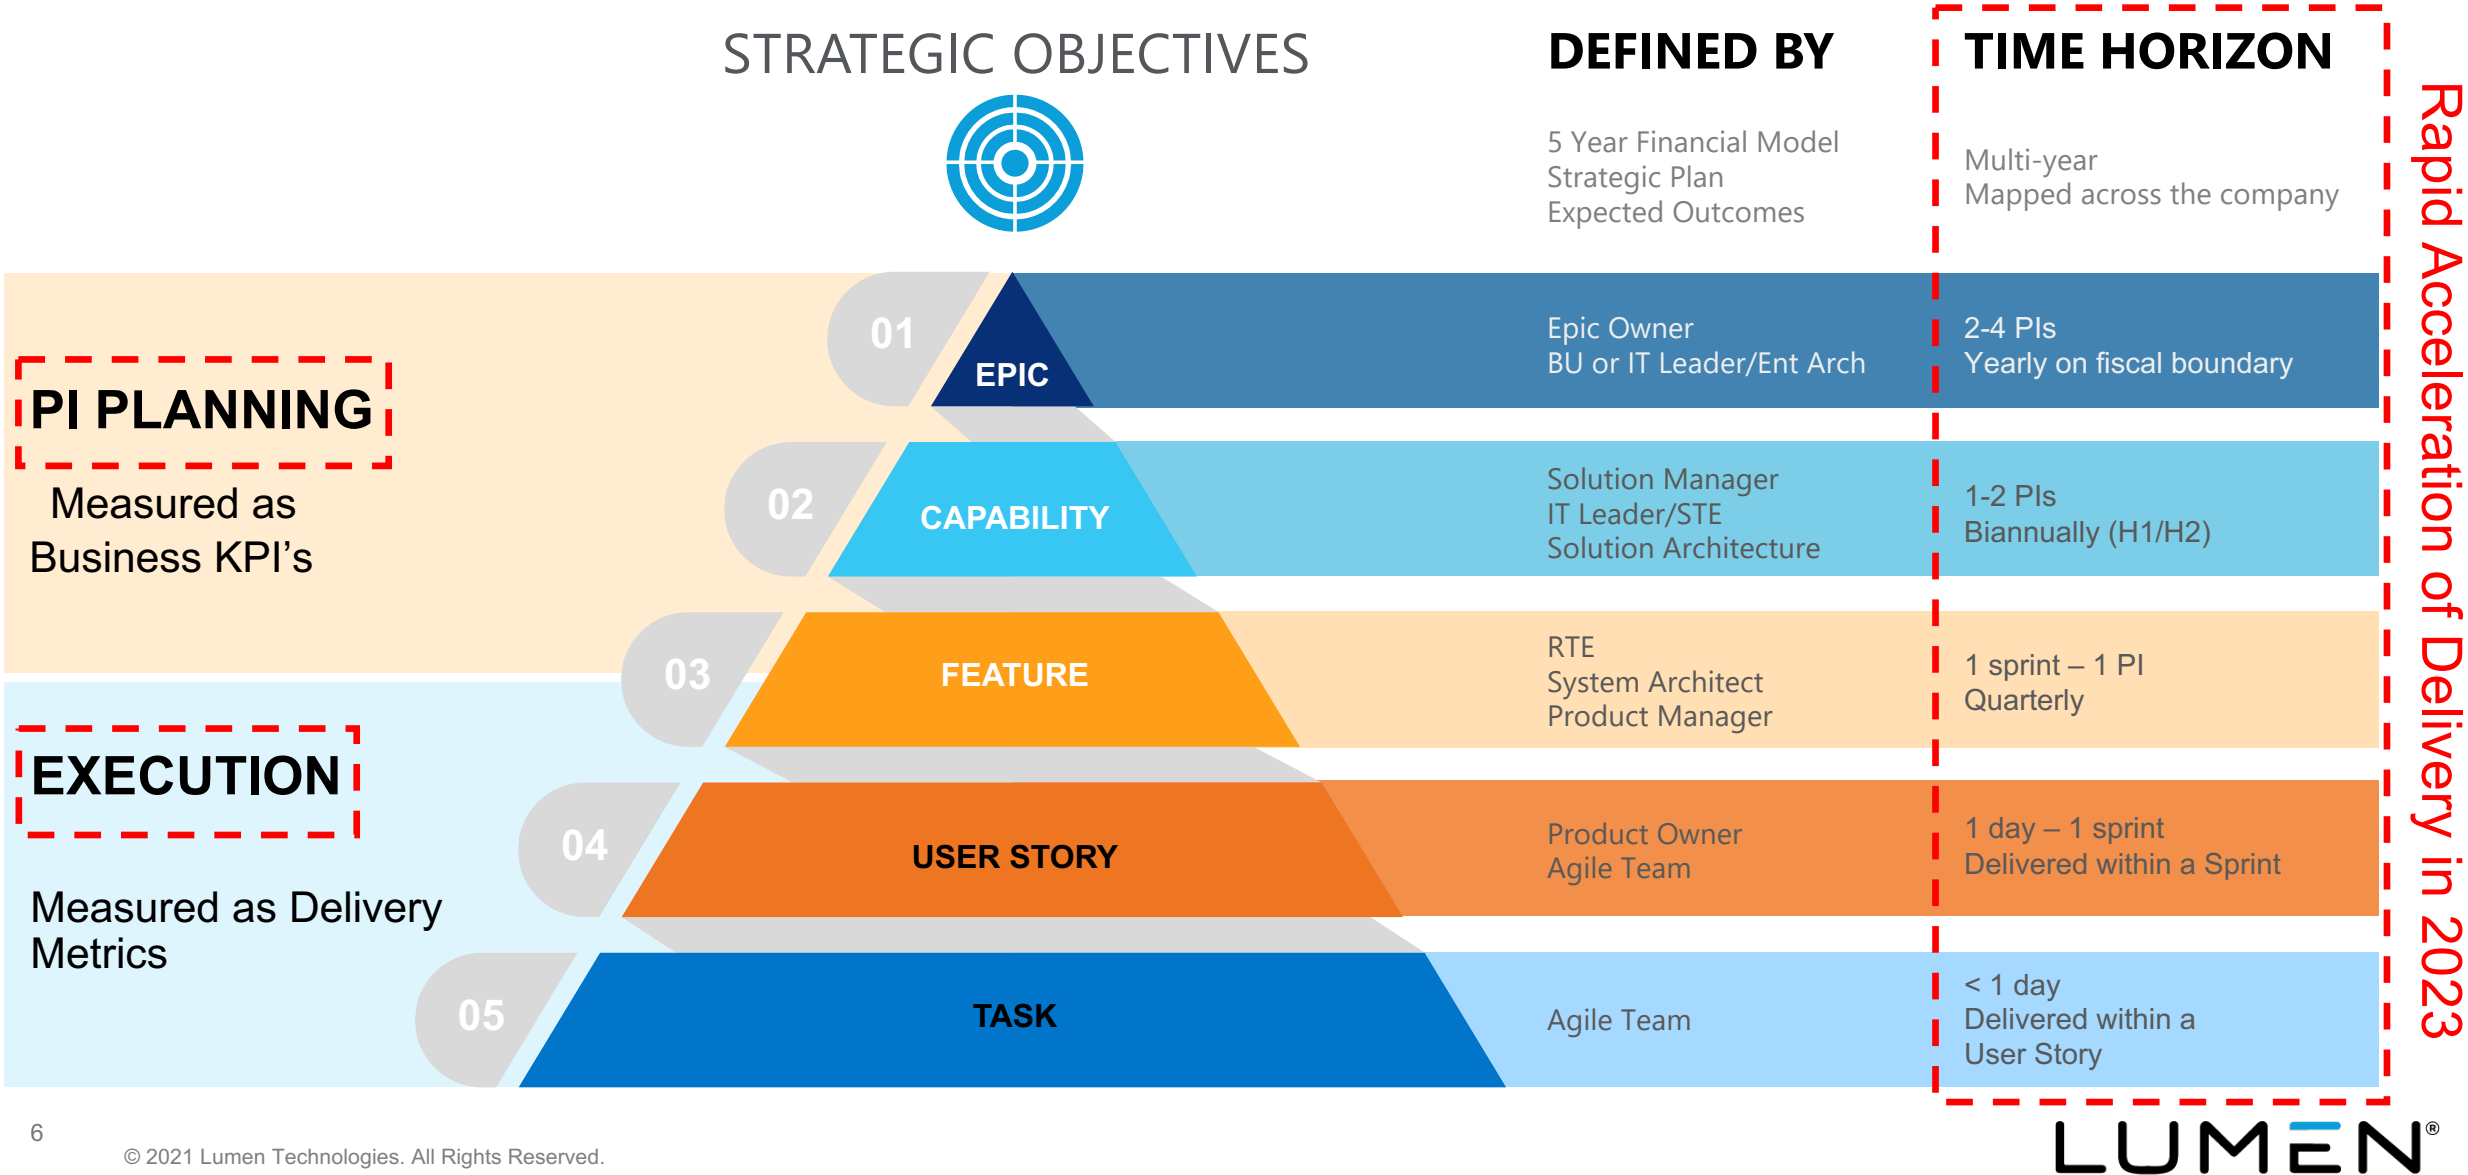 STRATEGIC OBJECTIVES
DEFINED BY
TIME HORIZON
5 Year Financial Model
Strategic Plan
Expected Outcomes
Multi-year
Mapped across the company
Rapid Acceleration of Delivery in 2023
PI PLANNING
Measured as
Business KPI’s
01
EPIC
Epic Owner
BU or IT Leader/Ent Arch
2-4 PIs
Yearly on fiscal boundary
02
CAPABILITY
Solution Manager
IT Leader/STE
Solution Architecture
1-2 PIs
Biannually (H1/H2)
03
FEATURE
RTE
System Architect
Product Manager
1 sprint – 1 PI
Quarterly
EXECUTION
Measured as Delivery
Metrics
04
USER STORY
Product Owner
Agile Team
1 day – 1 sprint
Delivered within a Sprint
05
TASK
Agile Team
< 1 day
Delivered within a
User Story
6
© 2021 Lumen Technologies. All Rights Reserved.
LUMEN®